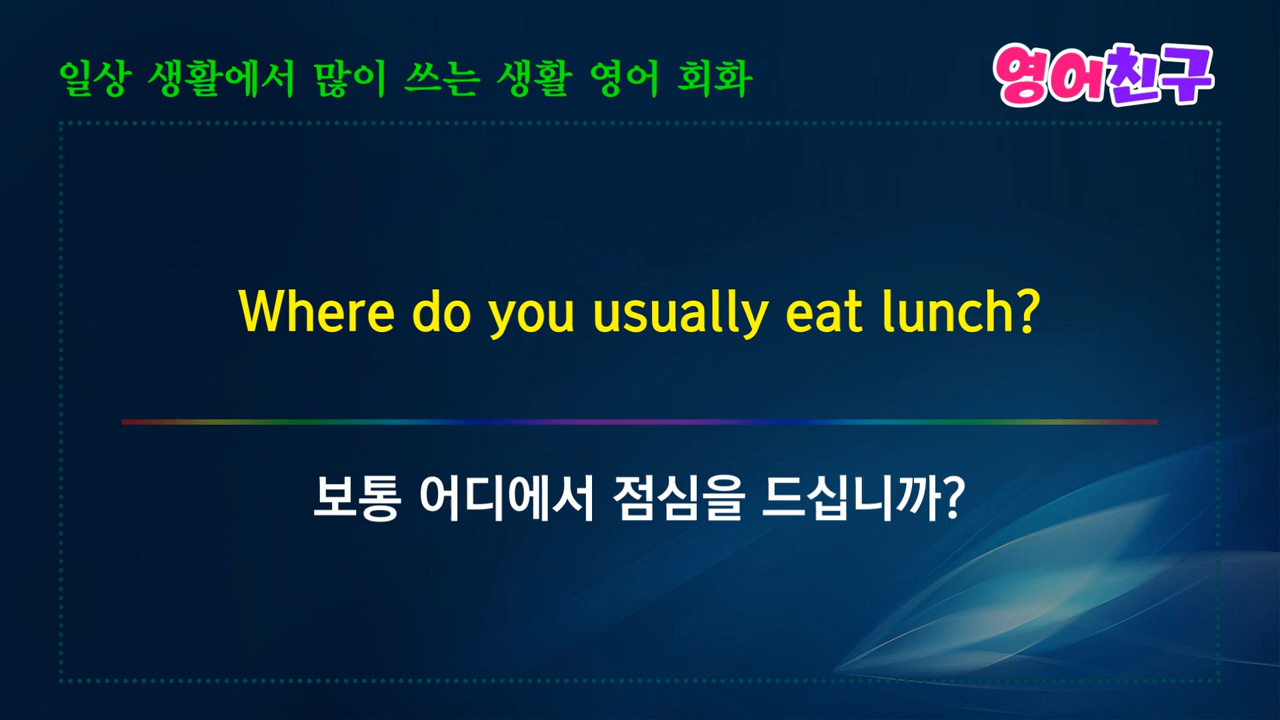 일상 생활에서 많이 쓰는 생활 영어 회화
영어친구
Where do you usually eat lunch?
보통 어디에서 점심을 드십니까?